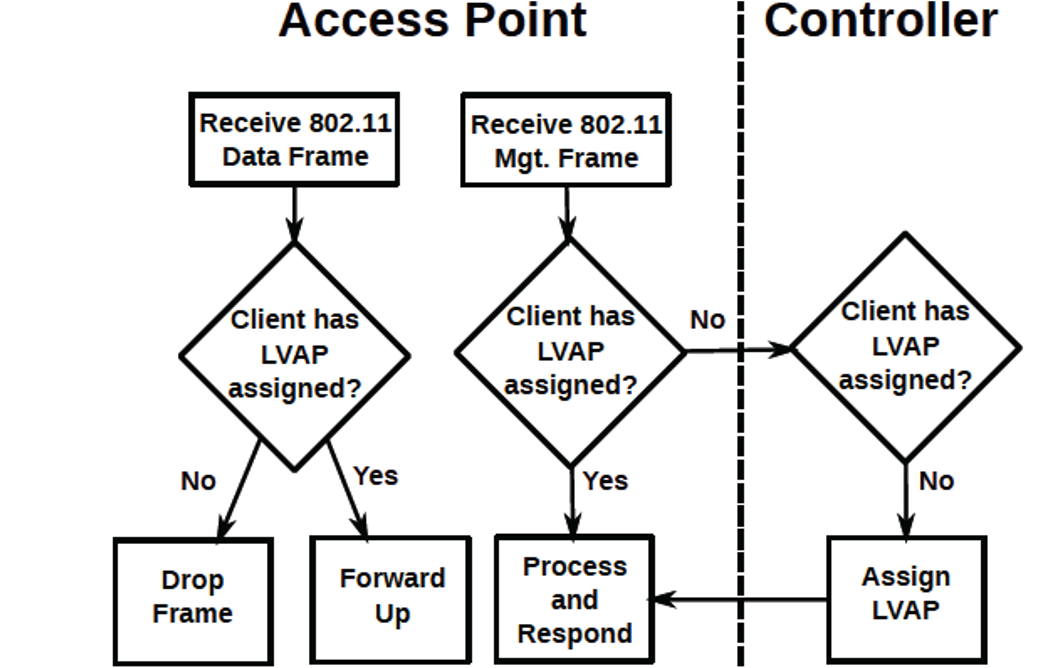 Access Point
Controller
Receive 802.11
Data Frame
Receive 802.11
Mgt. Frame
Client has
LVAP
assigned?
Client has
LVAP
assigned?
No
Client has
LVAP
assigned?
No
Yes
Yes
No
Drop
Frame
Forward
Up
Process
and
Respond
Assign
LVAP